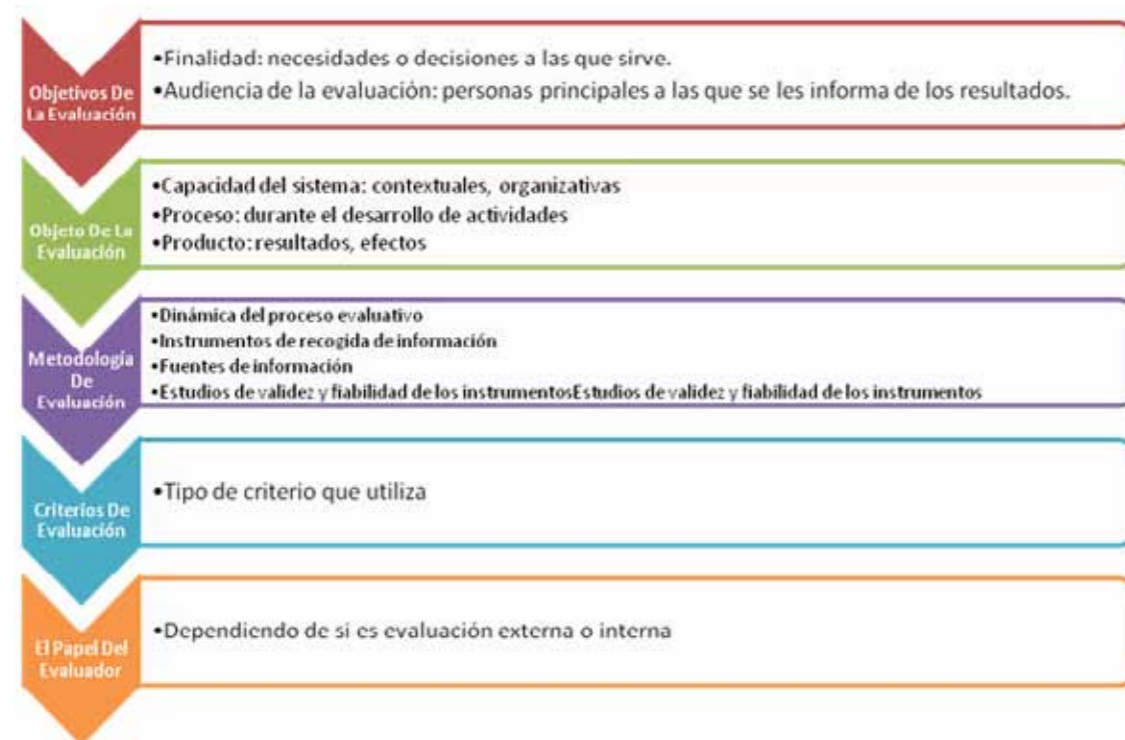 Objetivos De
La Evaluación
•Finalidad: necesidades o decisiones a las que sirve.
•Audiencia de la evaluación: personas principales a las que se les informa de los resultados.
Objeto De La
Evaluación
•Capacidad del sistema: contextuales, organizativas
•Proceso: durante el desarrollo de actividades
•Producto: resultados, efectos
Metodología
De
Evaluación
•Dinámica del proceso evaluativo
•Instrumentos de recogida de información
•Fuentes de información
•Estudios de validez y fiabilidad de los instrumentosEstudios de validez y fiabilidad de los instrumentos
Criterios De
Evaluación
•Tipo de criterio que utiliza
El Papel Del
Evaluador
•Dependiendo de si es evaluación externa o interna